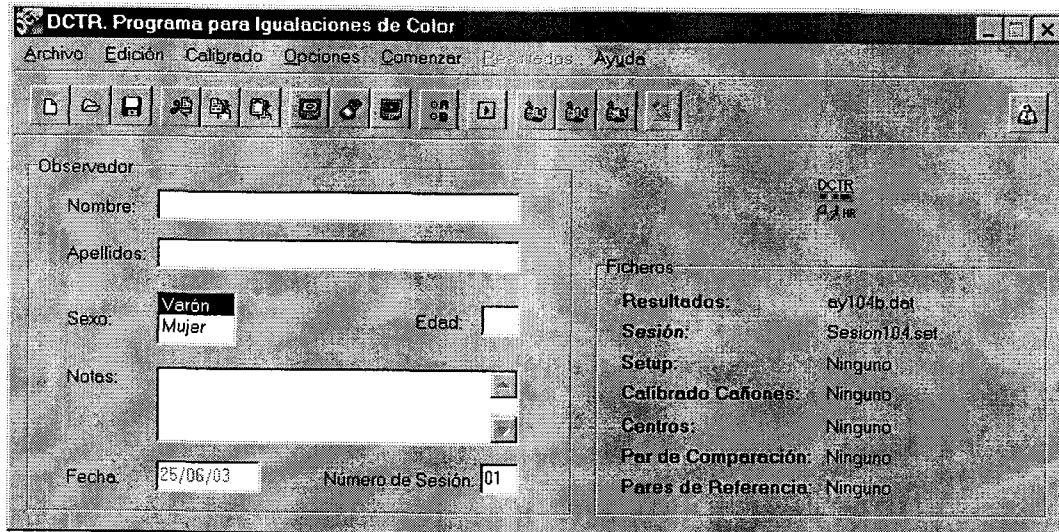 DCTR. Programa para Igualaciones de Color
Archivo Edición Calibrado Opciones Comenzar Resultados Ayuda
Observador
Nombre:
Apellidos:
Sexo: Varón
Mujer
Edad:
Notas:
Fecha: 25/06/03 Número de Sesión: 01
DCTR
HR
Ficheros
Resultados: ay104b.dat
Sesión: Sesion104.set
Setup: Ninguno
Calibrado Cañones: Ninguno
Centros: Ninguno
Par de Comparación: Ninguno
Pares de Referencia: Ninguno